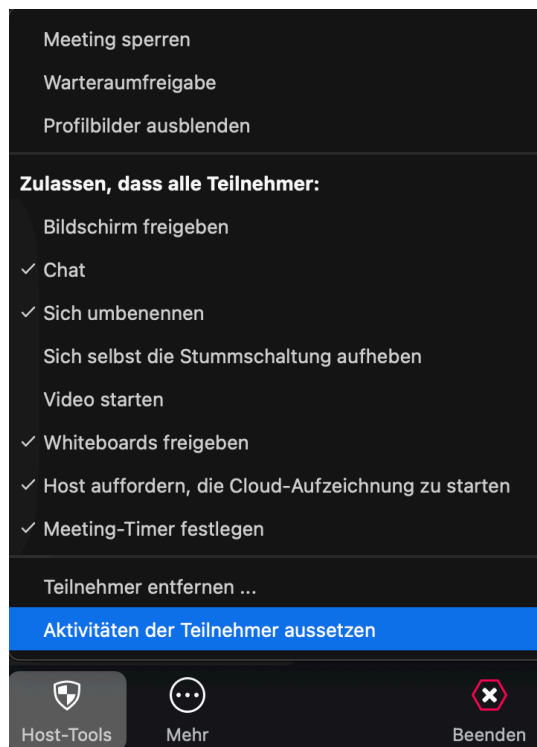 Meeting sperren
Warteraumfreigabe
Profilbilder ausblenden
Zulassen, dass alle Teilnehmer:
Bildschirm freigeben
✓ Chat
✓ Sich umbenennen
Sich selbst die Stummschaltung aufheben
Video starten
✓ Whiteboards freigeben
✓ Host auffordern, die Cloud-Aufzeichnung zu starten
✓ Meeting-Timer festlegen
Teilnehmer entfernen ...
Aktivitäten der Teilnehmer aussetzen
Host-Tools Mehr Beenden